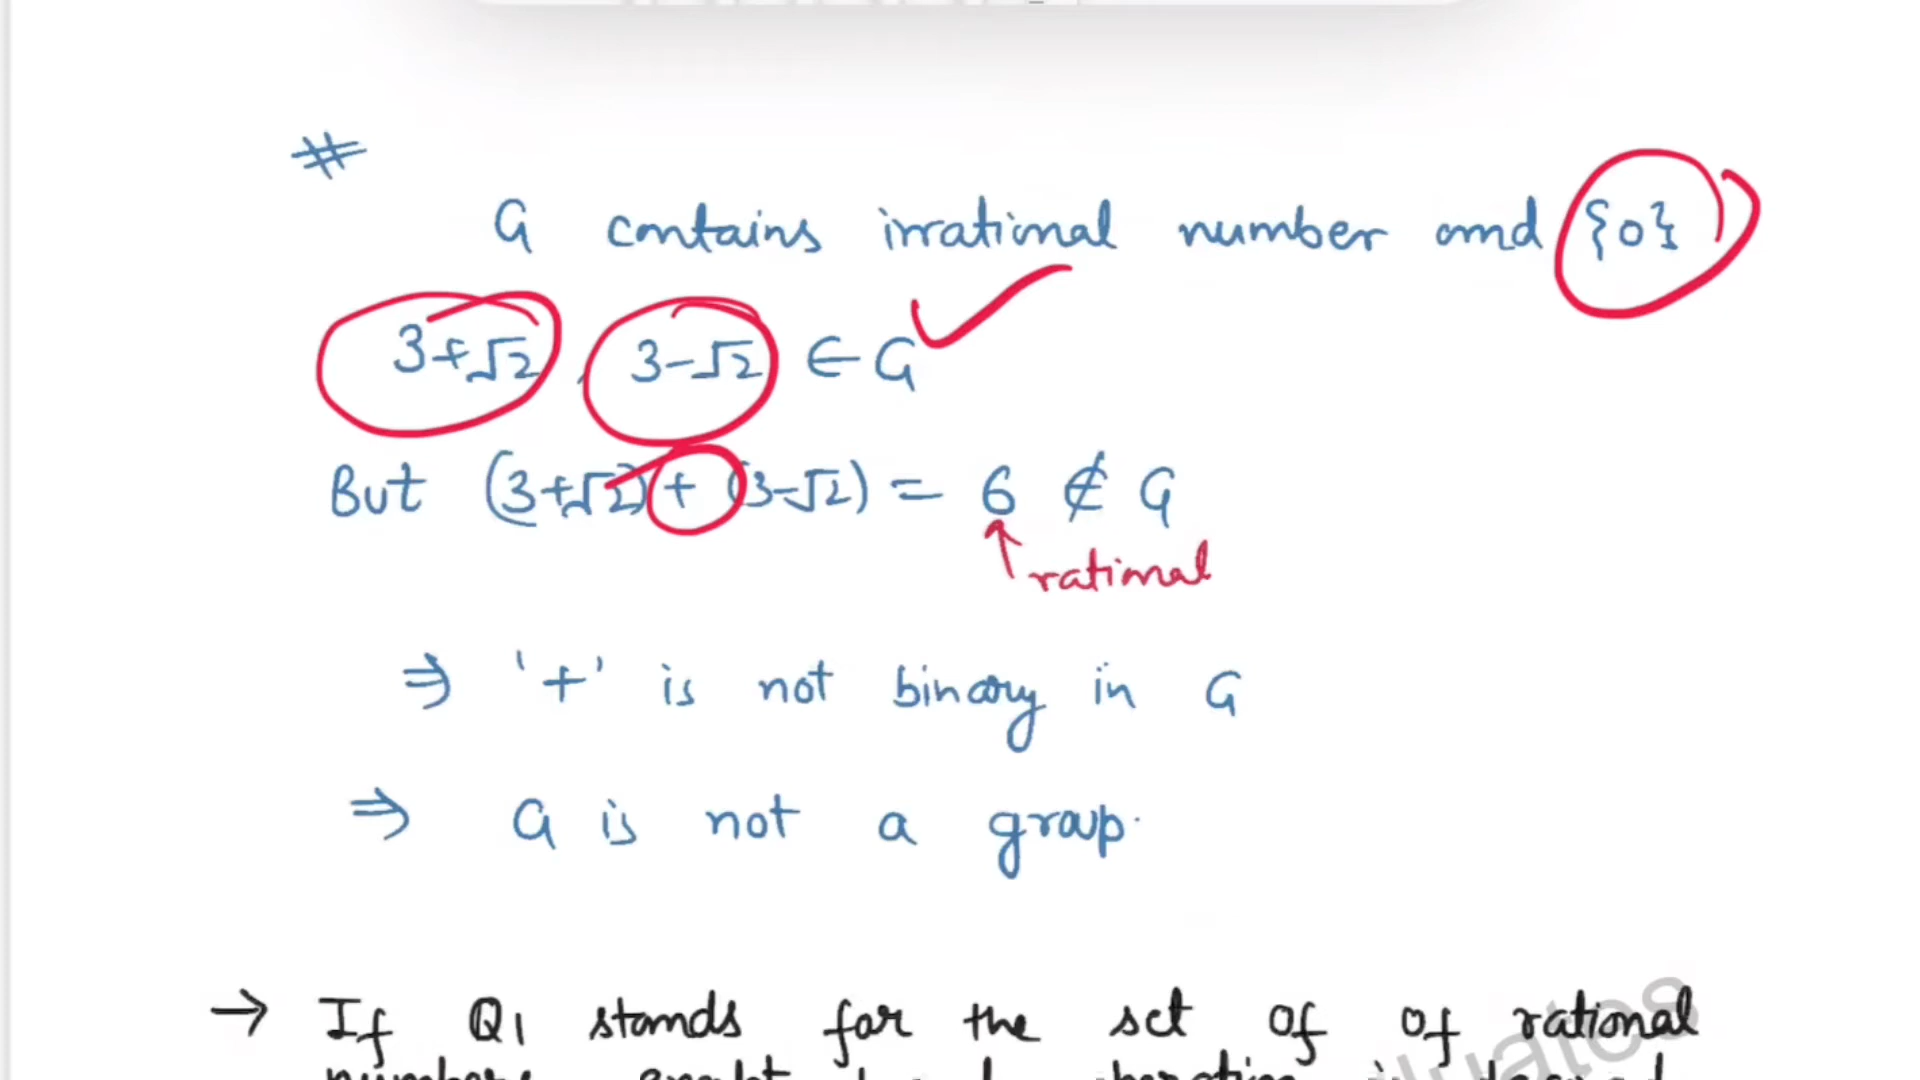 #
G contains irrational number and {0}
3+√2, 3-√2 ∈ G
But (3+√2) + (3-√2) = 6 ∉ G
rational
⇒ '+' is not binary in G
⇒ G is not a group.
→ If Q1 stands for the set of of rational